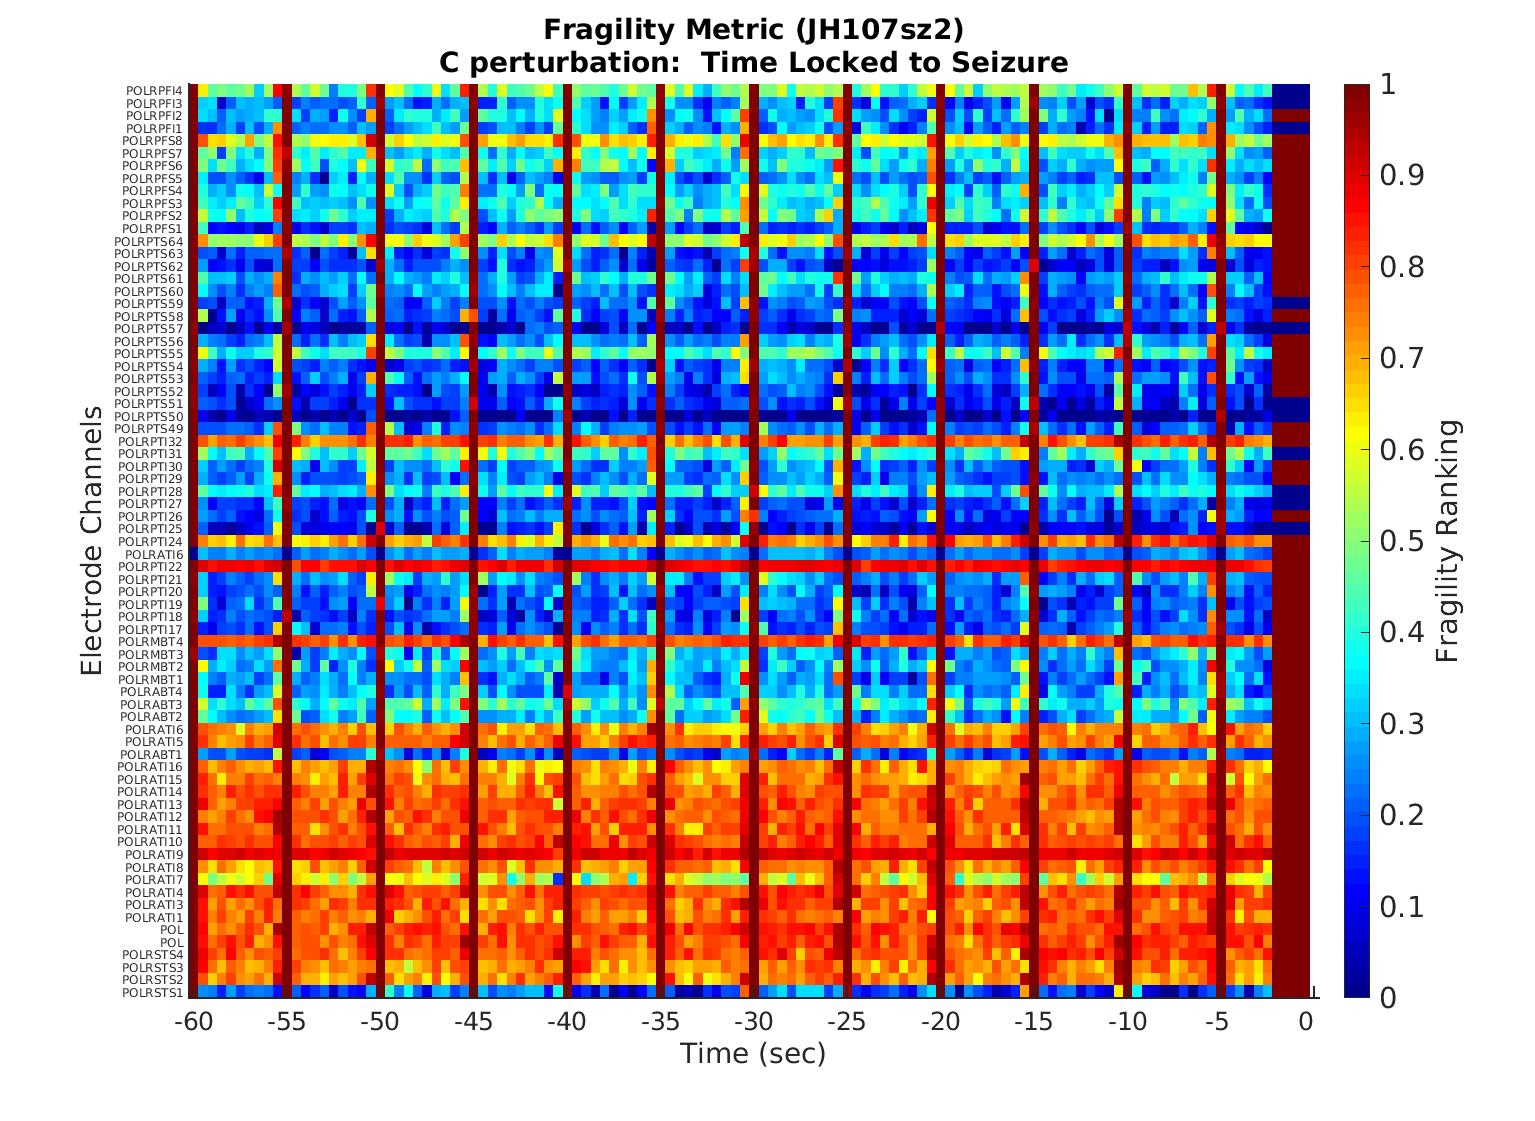 Fragility Metric (JH107sz2)
C perturbation:  Time Locked to Seizure
Electrode Channels
POLRPFI4
POLRPFI3
POLRPFI2
POLRPFI1
POLRPFS8
POLRPFS7
POLRPFS6
POLRPFS5
POLRPFS4
POLRPFS3
POLRPFS2
POLRPFS1
POLRPTS64
POLRPTS63
POLRPTS62
POLRPTS61
POLRPTS60
POLRPTS59
POLRPTS58
POLRPTS57
POLRPTS56
POLRPTS55
POLRPTS54
POLRPTS53
POLRPTS52
POLRPTS51
POLRPTS50
POLRPTS49
POLRPTI32
POLRPTI31
POLRPTI30
POLRPTI29
POLRPTI28
POLRPTI27
POLRPTI26
POLRPTI25
POLRPTI24
POLRATI6
POLRPTI22
POLRPTI21
POLRPTI20
POLRPTI19
POLRPTI18
POLRPTI17
POLRMBT4
POLRMBT3
POLRMBT2
POLRMBT1
POLRABT4
POLRABT3
POLRABT2
POLRATI6
POLRATI5
POLRABT1
POLRATI16
POLRATI15
POLRATI14
POLRATI13
POLRATI12
POLRATI11
POLRATI10
POLRATI9
POLRATI8
POLRATI7
POLRATI4
POLRATI3
POLRATI1
POL
POL
POLRSTS4
POLRSTS3
POLRSTS2
POLRSTS1
-60 -55 -50 -45 -40 -35 -30 -25 -20 -15 -10 -5 0
Time (sec)
1
0.9
0.8
0.7
0.6
0.5
0.4
0.3
0.2
0.1
0
Fragility Ranking